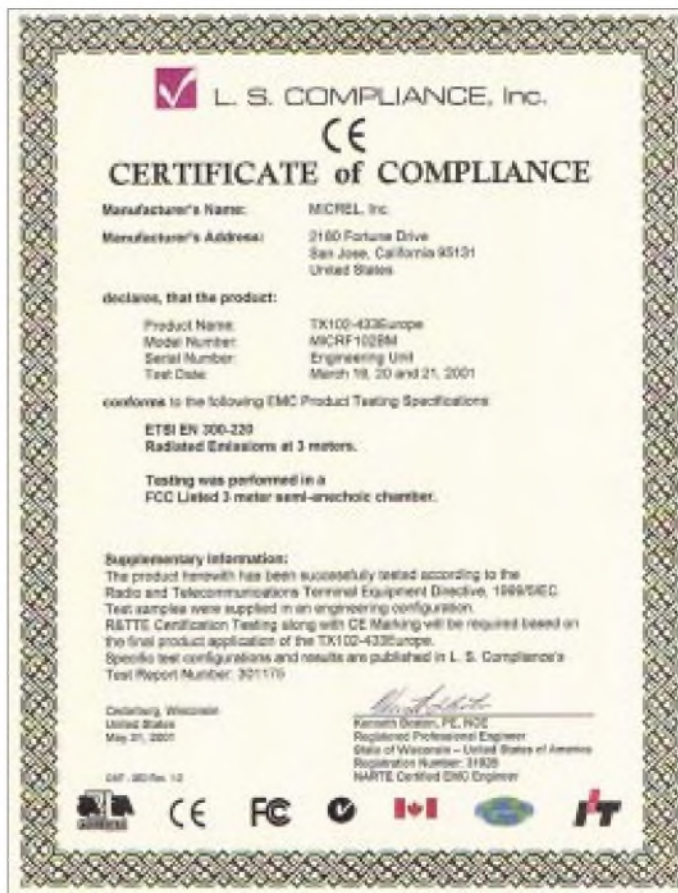 L. S. COMPLIANCE, Inc.
CE
CERTIFICATE of COMPLIANCE
Manufacturer's Name: MICREL, Inc
Manufacturer's Address: 2180 Fortune Drive
San Jose, California 95131
United States
declares, that the product:
Product Name: TX102-433Europe
Model Number: MICRF102BM
Serial Number: Engineering Unit
Test Date: March 19, 20 and 21, 2001
conforms to the following EMC Product Testing Specifications:
ETSI EN 300-220
Radiated Emissions at 3 meters.
Testing was performed in a
FCC Listed 3 meter semi-anechoic chamber.
Supplementary Information:
The product herewith has been successfully tested according to the
Radio and Telecommunications Terminal Equipment Directive, 1999/5/EC.
Test samples were supplied in an engineering configuration.
R&TTE Certification Testing along with CE Marking will be required based on
the final product application of the TX102-433Europe.
Specific test configurations and results are published in L. S. Compliance's
Test Report Number: 301175
Cedarburg, Wisconsin
United States
May 21, 2001
Kenneth PE, NCE
Registered Professional Engineer
State of Wisconsin – United States of America
Registration Number:
NARTE Certified EMC Engineer
Rev. 1.0
CE FC